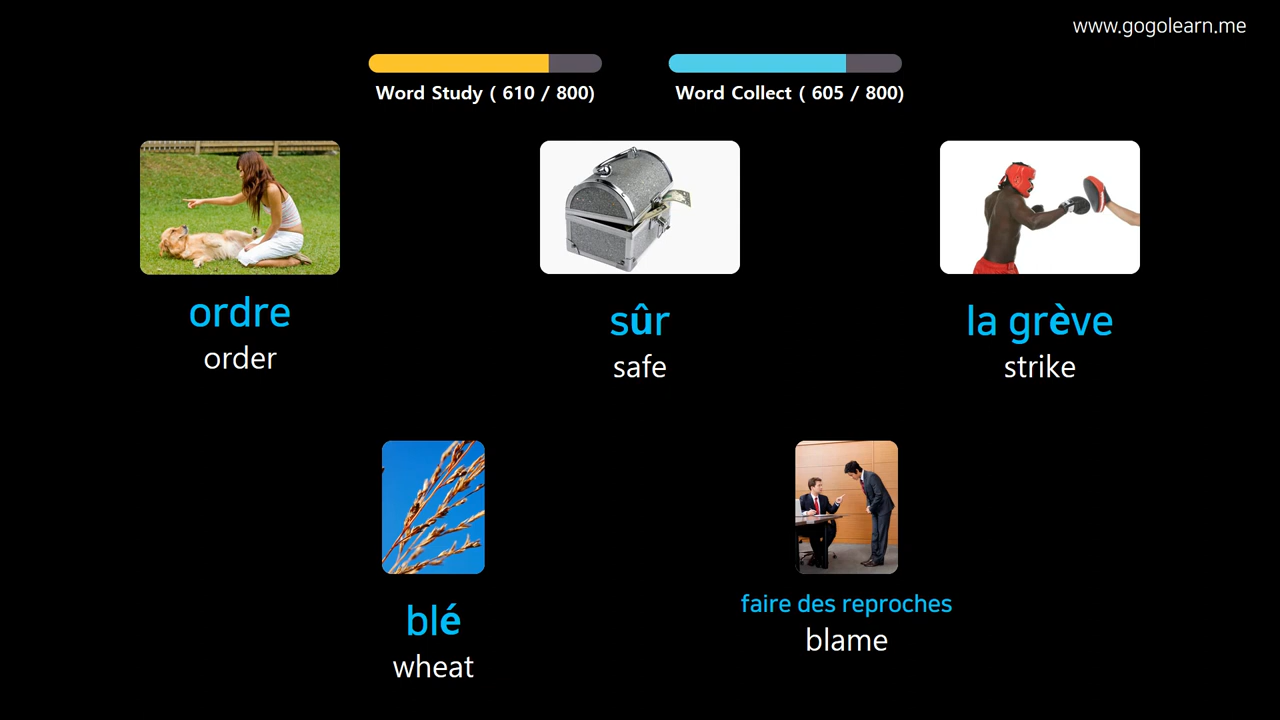 www.gogolearn.me
Word Study ( 610 / 800)
Word Collect ( 605 / 800)
ordre
order
sûr
safe
la grève
strike
blé
wheat
faire des reproches
blame